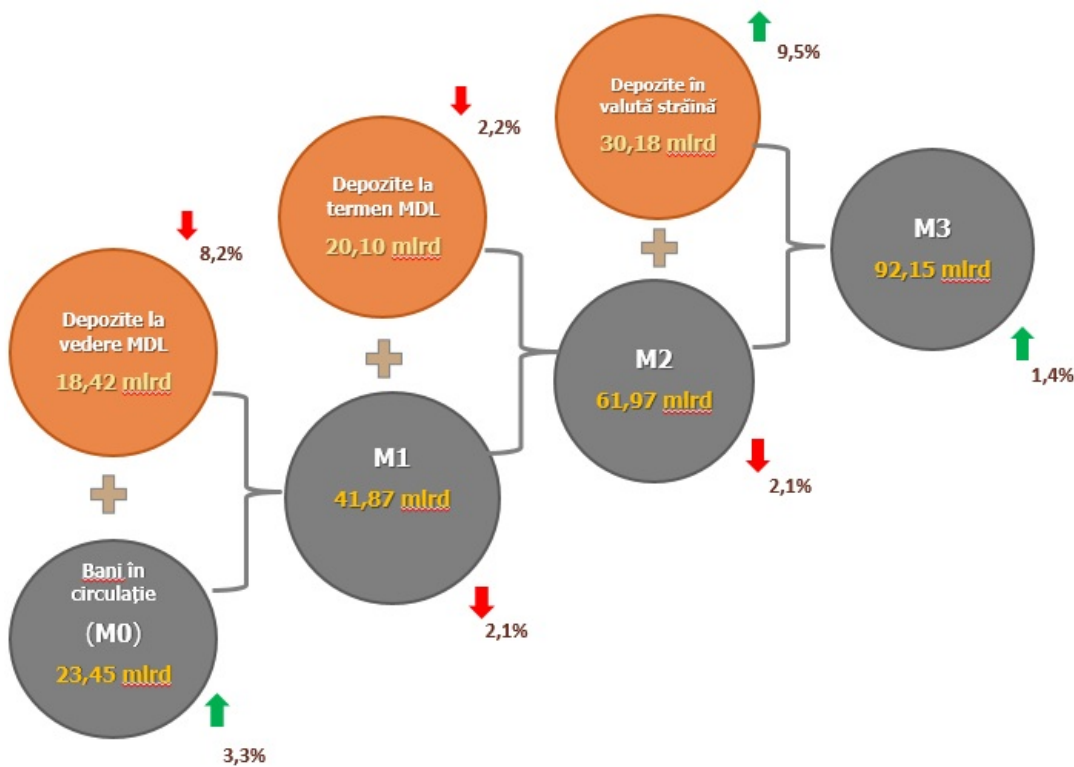 8,2%
Depozite la
vedere MDL
18,42 mlrd
Bani în
circulație
(M0)
23,45 mlrd
3,3%
2,2%
Depozite la
termen MDL
20,10 mlrd
M1
41,87 mlrd
2,1%
9,5%
Depozite în
valută străină
30,18 mlrd
M2
61,97 mlrd
2,1%
M3
92,15 mlrd
1,4%